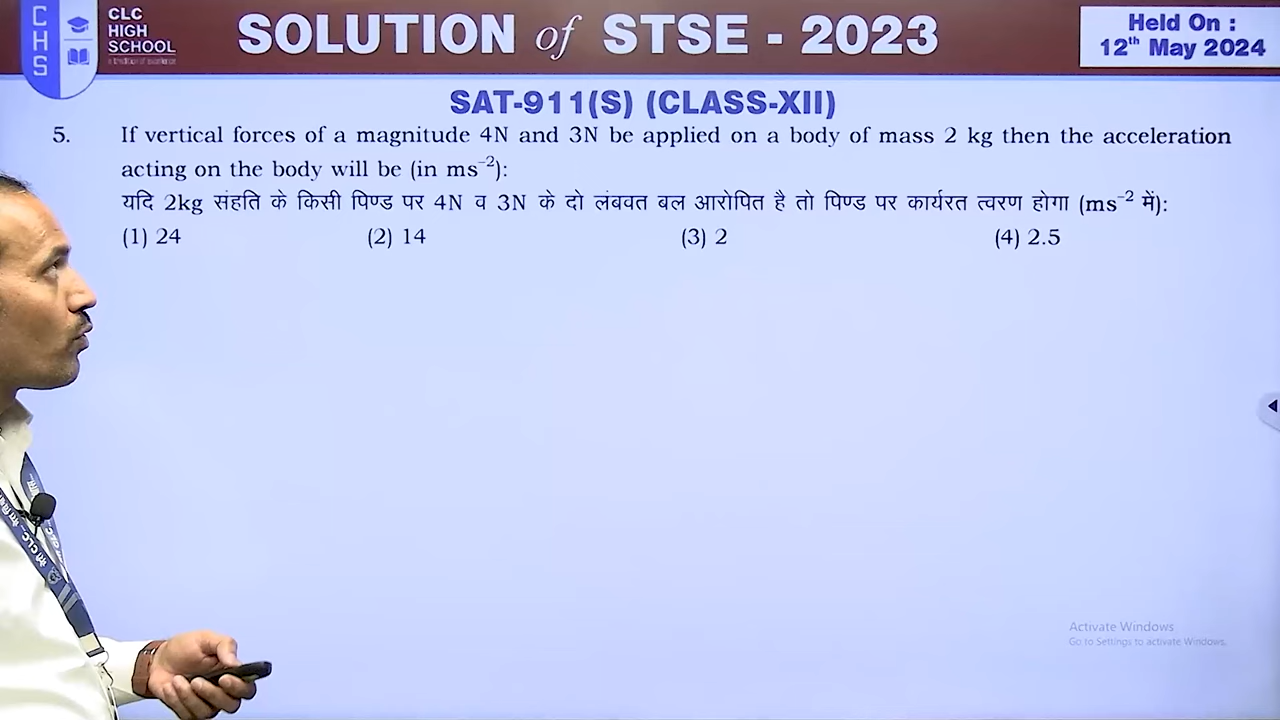 CHS
CLC
HIGH
SCHOOL
SOLUTION of STSE - 2023
Held On :
12th May 2024
SAT-911(S) (CLASS-XII)
5. If vertical forces of a magnitude 4N and 3N be applied on a body of mass 2 kg then the acceleration
acting on the body will be (in ms⁻²):
यदि 2kg संहति के किसी पिण्ड पर 4N व 3N के दो लंबवत बल आरोपित है तो पिण्ड पर कार्यरत त्वरण होगा (ms⁻² में):
(1) 24 (2) 14 (3) 2 (4) 2.5
CLC
Activate Windows
Go to Settings to activate Windows.